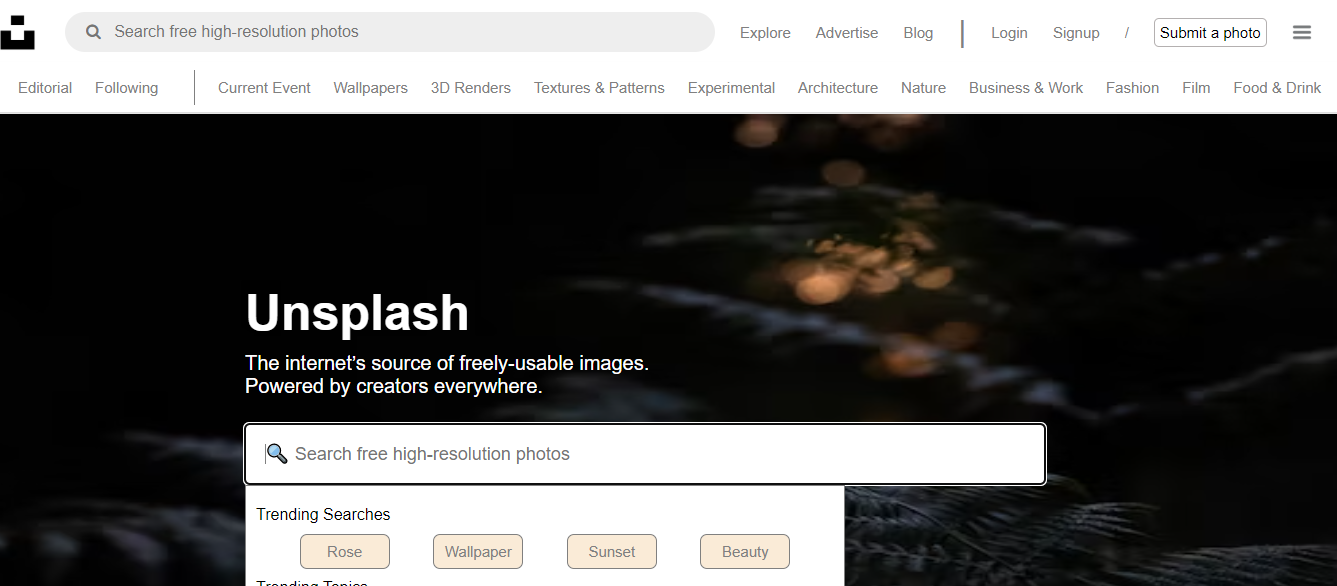 Search free high-resolution photos
Explore Advertise Blog Login Signup / Submit a photo
Editorial Following Current Event Wallpapers 3D Renders Textures & Patterns Experimental Architecture Nature Business & Work Fashion Film Food & Drink
Unsplash
The internet’s source of freely-usable images.
Powered by creators everywhere.
Search free high-resolution photos
Trending Searches
Rose Wallpaper Sunset Beauty
Trending Topics